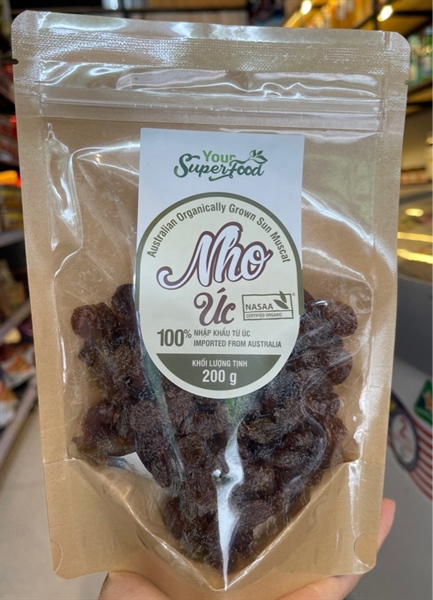 Your
SuperFood
Australian Organically Grown Sun Muscat
Nho
Úc
NASAA
CERTIFIED ORGANIC
100% NHẬP KHẨU TỪ ÚC
IMPORTED FROM AUSTRALIA
KHỐI LƯỢNG TỊNH
200 g